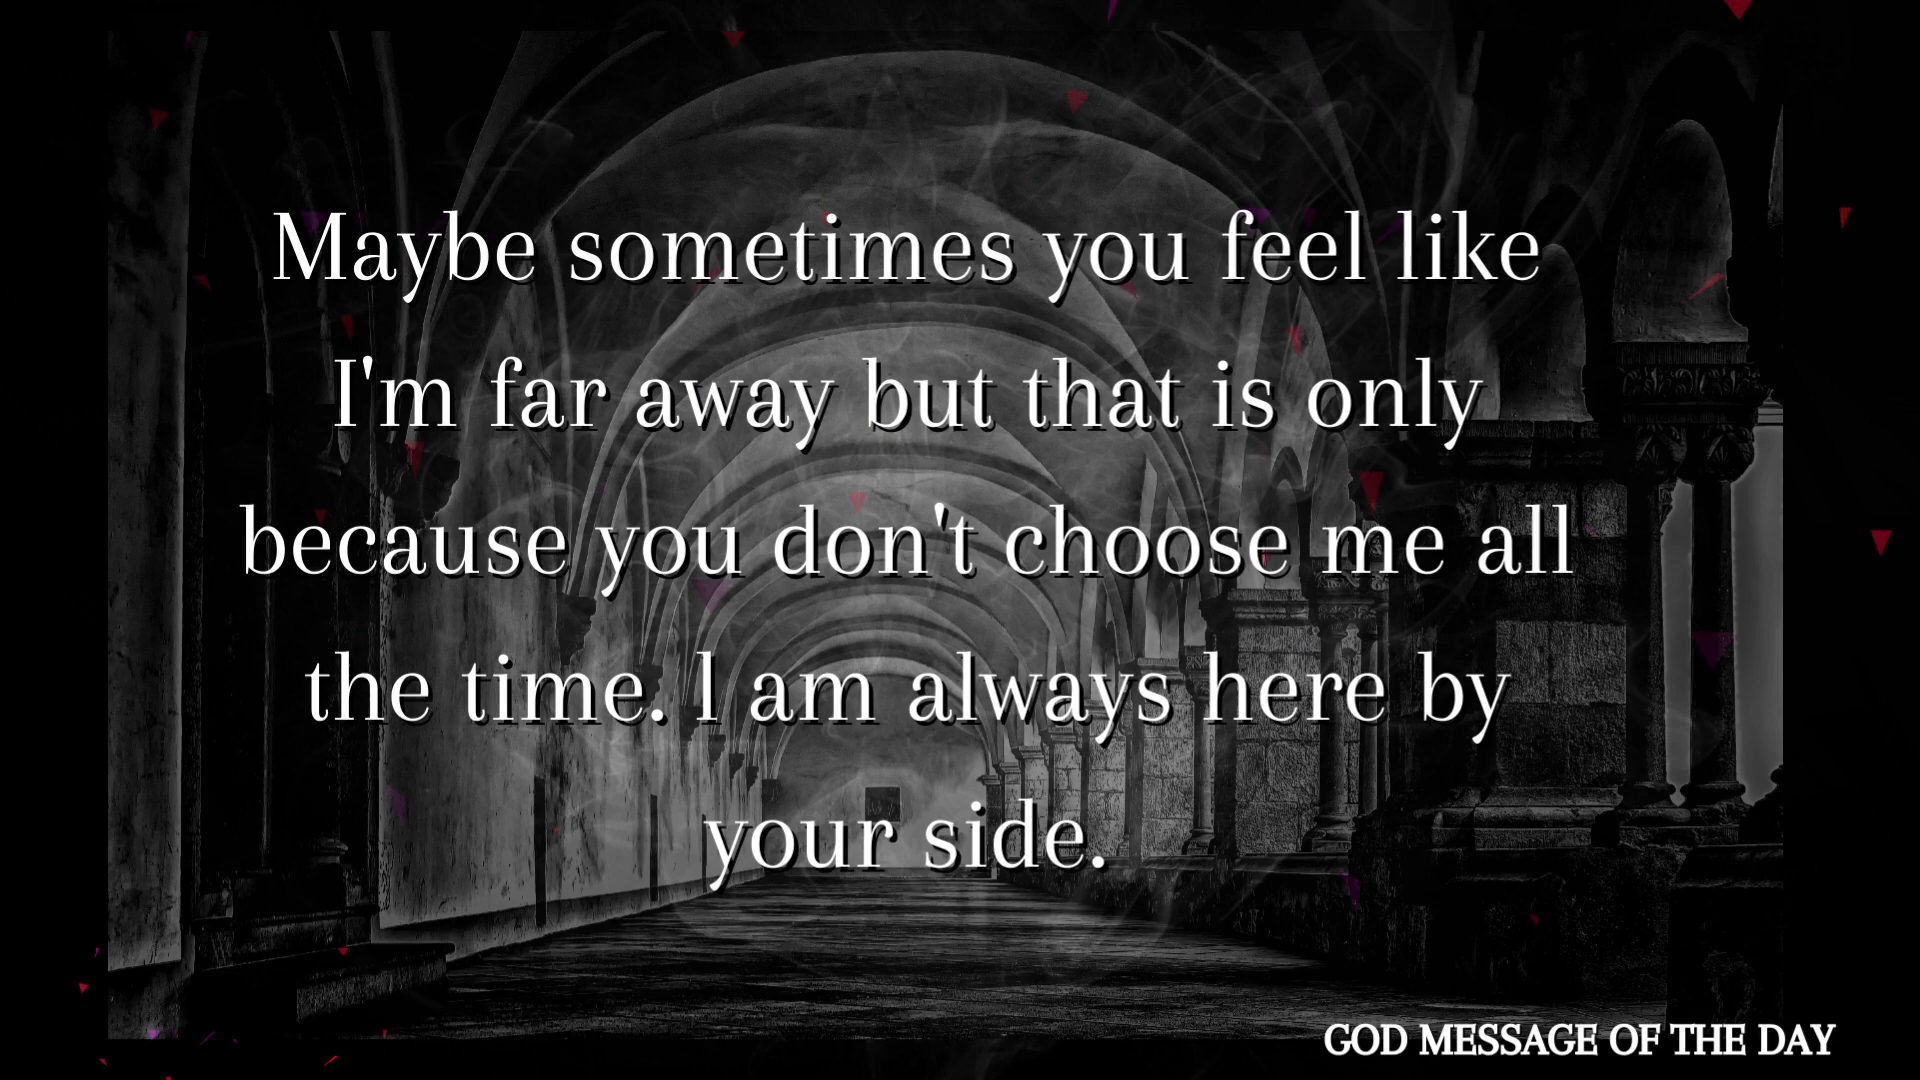 Maybe sometimes you feel like
I'm far away but that is only
because you don't choose me all
the time. I am always here by
your side.
GOD MESSAGE OF THE DAY